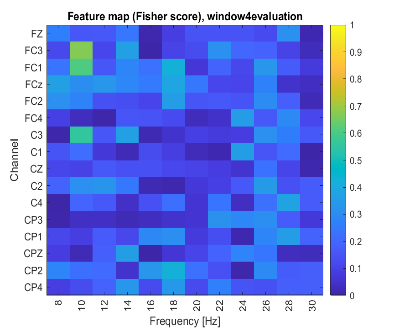 Feature map (Fisher score), window4evaluation
FZ
FC3
FC1
FCz
FC2
FC4
C3
C1
CZ
C2
C4
CP3
CP1
CPZ
CP2
CP4
Channel
8 10 12 14 16 18 20 22 24 26 28 30
Frequency [Hz]
1
0.9
0.8
0.7
0.6
0.5
0.4
0.3
0.2
0.1
0